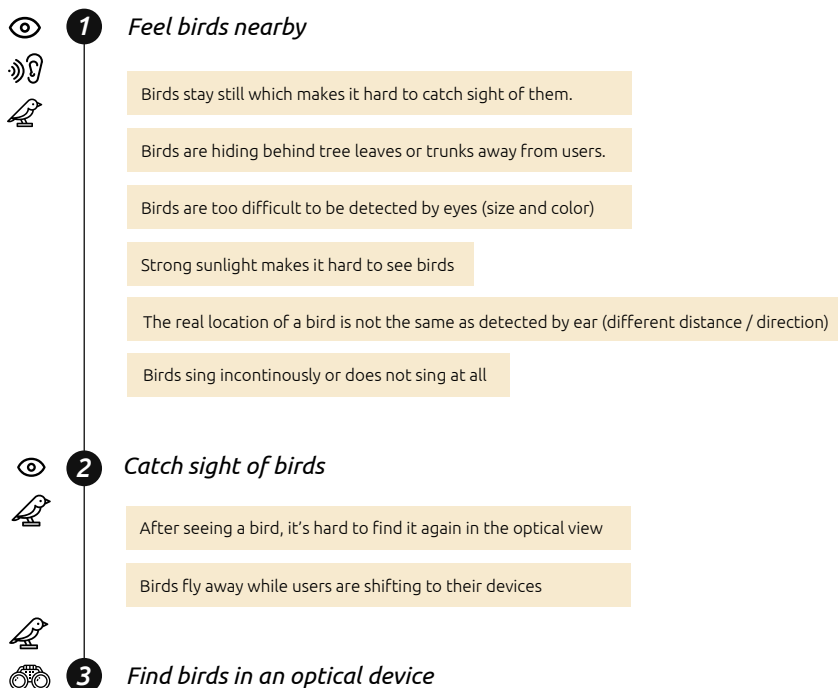 1 Feel birds nearby
Birds stay still which makes it hard to catch sight of them.
Birds are hiding behind tree leaves or trunks away from users.
Birds are too difficult to be detected by eyes (size and color)
Strong sunlight makes it hard to see birds
The real location of a bird is not the same as detected by ear (different distance / direction)
Birds sing incontinously or does not sing at all
2 Catch sight of birds
After seeing a bird, it's hard to find it again in the optical view
Birds fly away while users are shifting to their devices
3 Find birds in an optical device